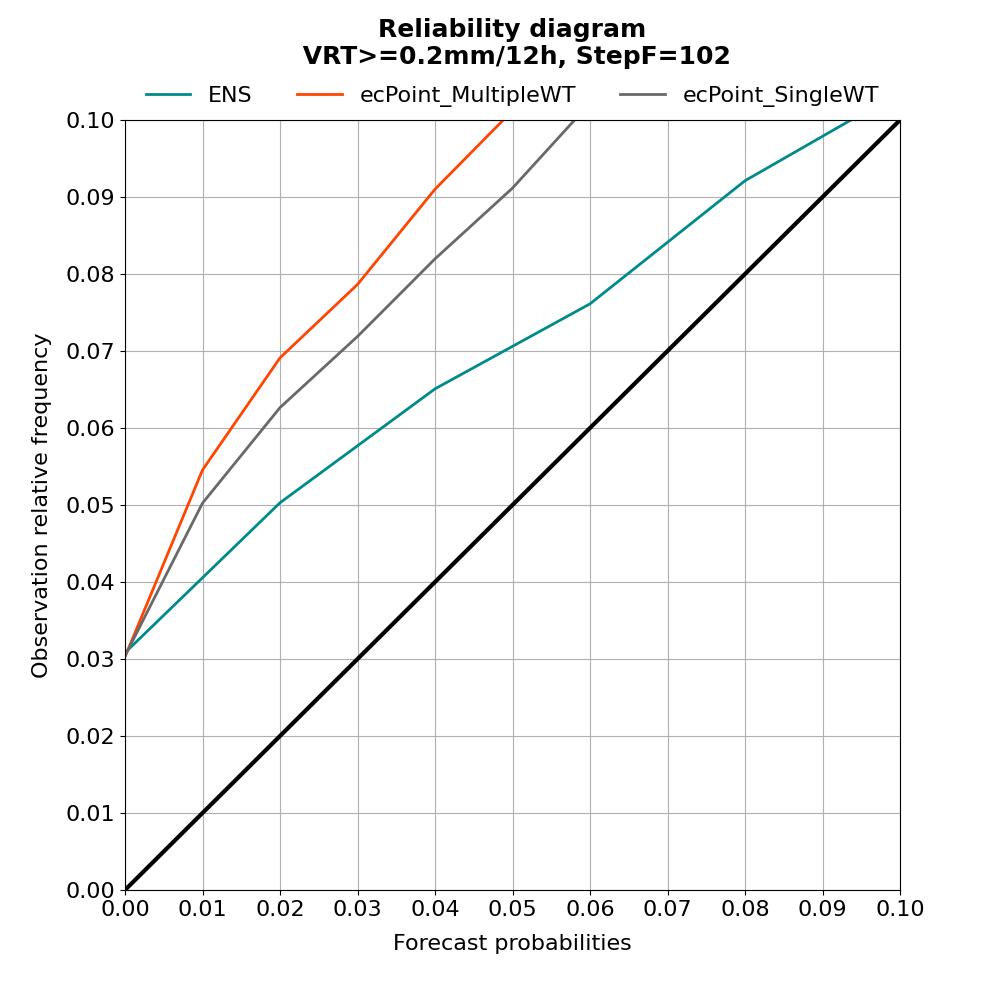 Reliability diagram
VRT>=0.2mm/12h, StepF=102
ENS ecPoint_MultipleWT ecPoint_SingleWT
0.10
0.09
0.08
0.07
0.06
0.05
0.04
0.03
0.02
0.01
0.00
Observation relative frequency
0.00 0.01 0.02 0.03 0.04 0.05 0.06 0.07 0.08 0.09 0.10
Forecast probabilities